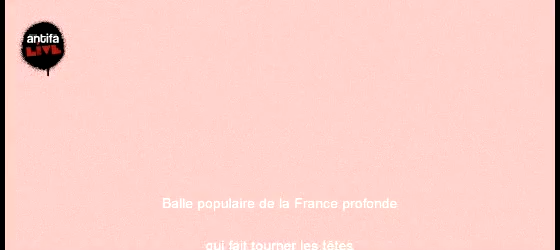 antifa
LIVE
Balle populaire de la France profonde
qui fait tourner les têtes